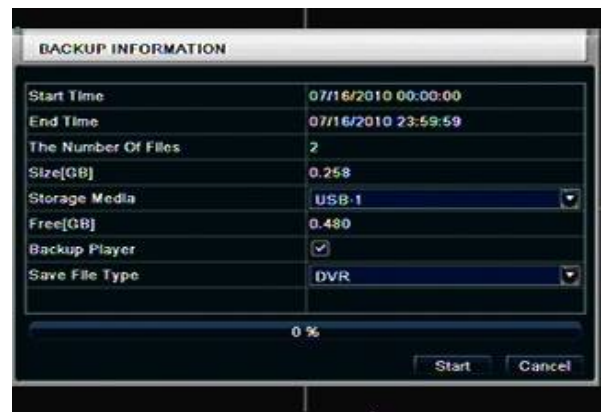 BACKUP INFORMATION
Start Time 07/16/2010 00:00:00
End Time 07/16/2010 23:59:59
The Number Of Files 2
Size[GB] 0.258
Storage Media USB-1
Free[GB] 0.480
Backup Player
Save File Type DVR
0 %
Start Cancel